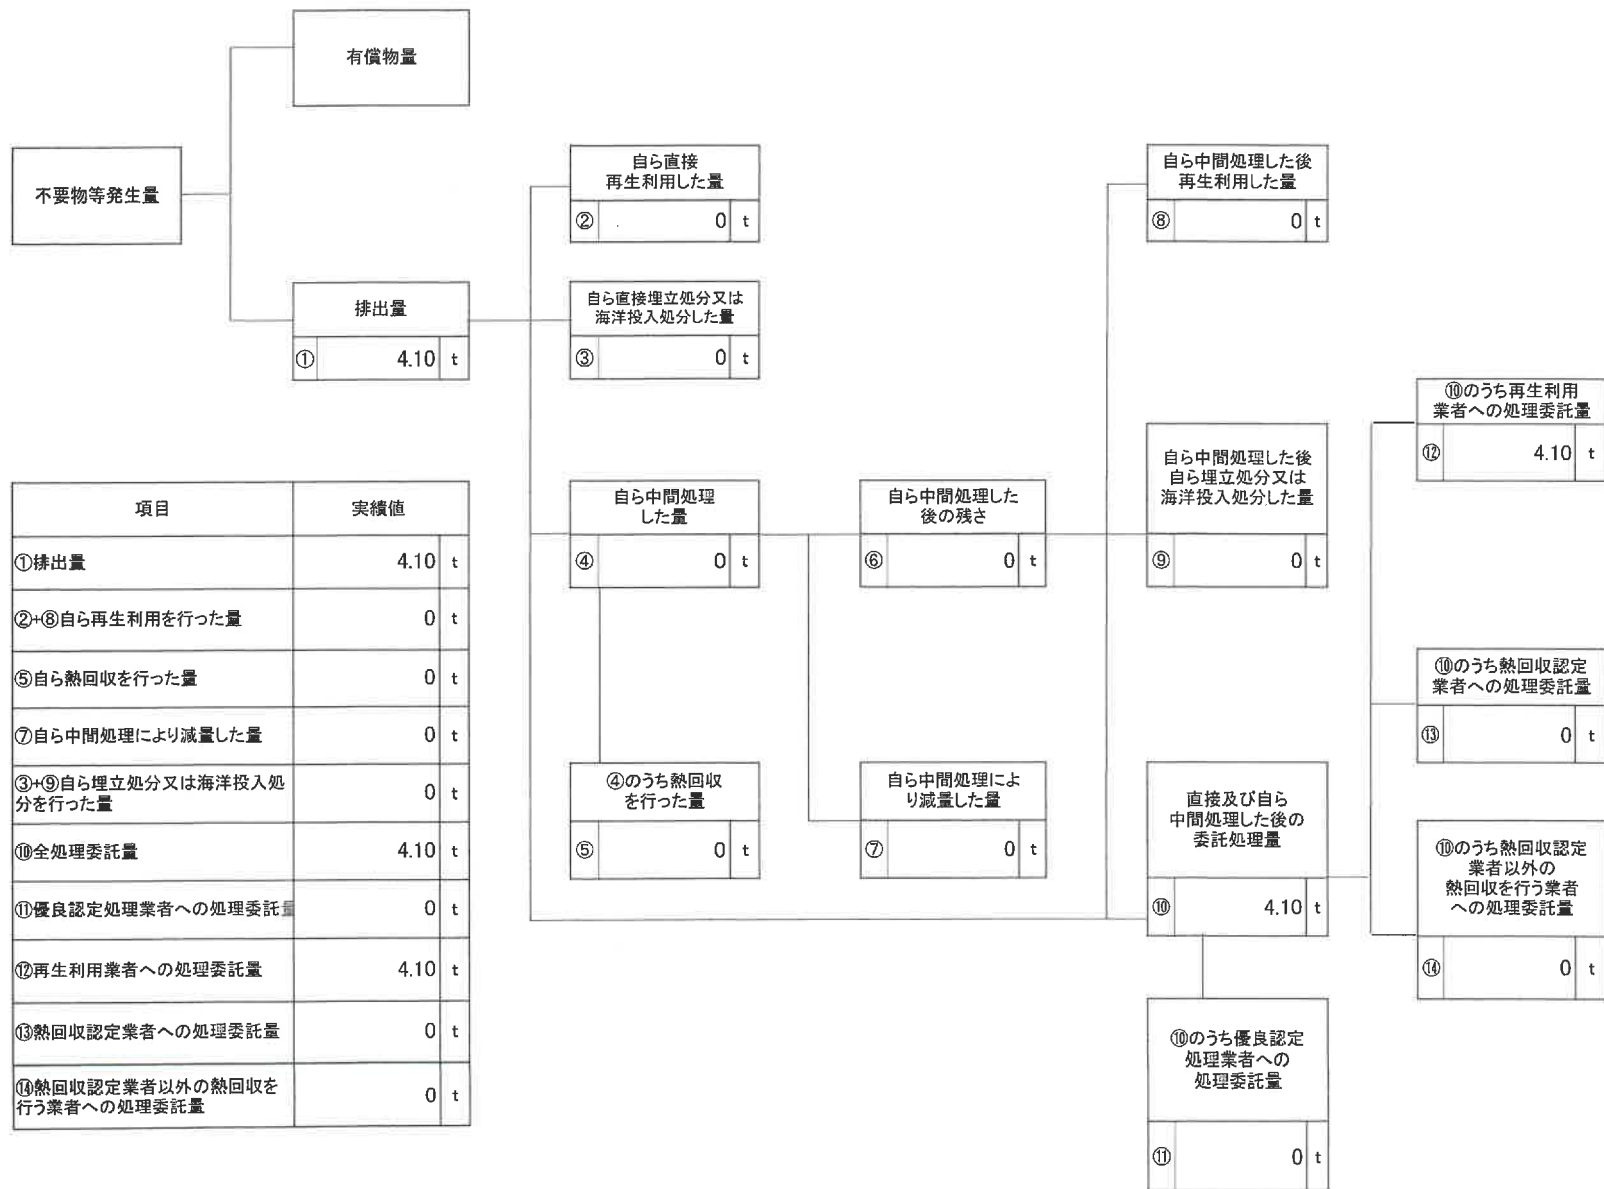 有償物量
不要物等発生量
排出量
① 4.10 t
自ら直接
再生利用した量
② 0 t
自ら直接埋立処分又は
海洋投入処分した量
③ 0 t
自ら中間処理
した量
④ 0 t
④のうち熱回収
を行った量
⑤ 0 t
自ら中間処理した
後の残さ
⑥ 0 t
自ら中間処理によ
り減量した量
⑦ 0 t
自ら中間処理した後
再生利用した量
⑧ 0 t
自ら中間処理した後
自ら埋立処分又は
海洋投入処分した量
⑨ 0 t
直接及び自ら
中間処理した後の
委託処理量
⑩ 4.10 t
⑩のうち優良認定
処理業者への
処理委託量
⑪ 0 t
⑩のうち再生利用
業者への処理委託量
⑫ 4.10 t
⑩のうち熱回収認定
業者への処理委託量
⑬ 0 t
⑩のうち熱回収認定
業者以外の
熱回収を行う業者
への処理委託量
⑭ 0 t
項目 実績値
①排出量 4.10 t
②+⑧自ら再生利用を行った量 0 t
⑤自ら熱回収を行った量 0 t
⑦自ら中間処理により減量した量 0 t
③+⑨自ら埋立処分又は海洋投入処
分を行った量 0 t
⑩全処理委託量 4.10 t
⑪優良認定処理業者への処理委託量 0 t
⑫再生利用業者への処理委託量 4.10 t
⑬熱回収認定業者への処理委託量 0 t
⑭熱回収認定業者以外の熱回収を
行う業者への処理委託量 0 t